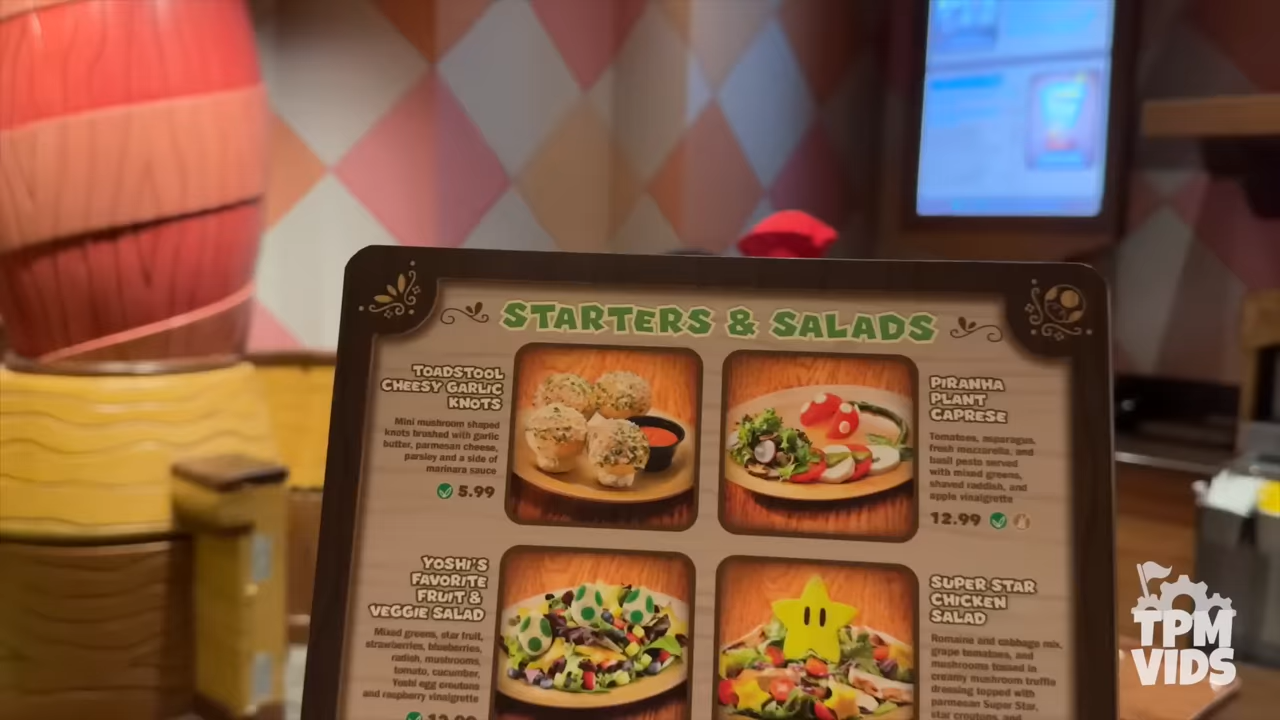 STARTERS & SALADS
TOADSTOOL
CHEESY GARLIC
KNOTS
Mini mushroom shaped
knots brushed with garlic
butter, parmesan cheese,
parsley and a side of
marinara sauce
5.99
PIRANHA
PLANT
CAPRESE
Tomatoes, asparagus,
fresh mozzarella, and
basil pesto served
with mixed greens,
shaved raddish, and
apple vinaigrette
12.99
YOSHI'S
FAVORITE
FRUIT &
VEGGIE SALAD
Mixed greens, star fruit,
strawberries, blueberries,
radish, mushrooms,
tomato, cucumber,
Yoshi egg croutons
and raspberry vinaigrette
SUPER STAR
CHICKEN
SALAD
Romaine and cabbage mix,
grape tomatoes, and
mushrooms tossed in
creamy mushroom truffle
dressing topped with
parmesan Super Star,
star croutons, and
TPM
VIDS